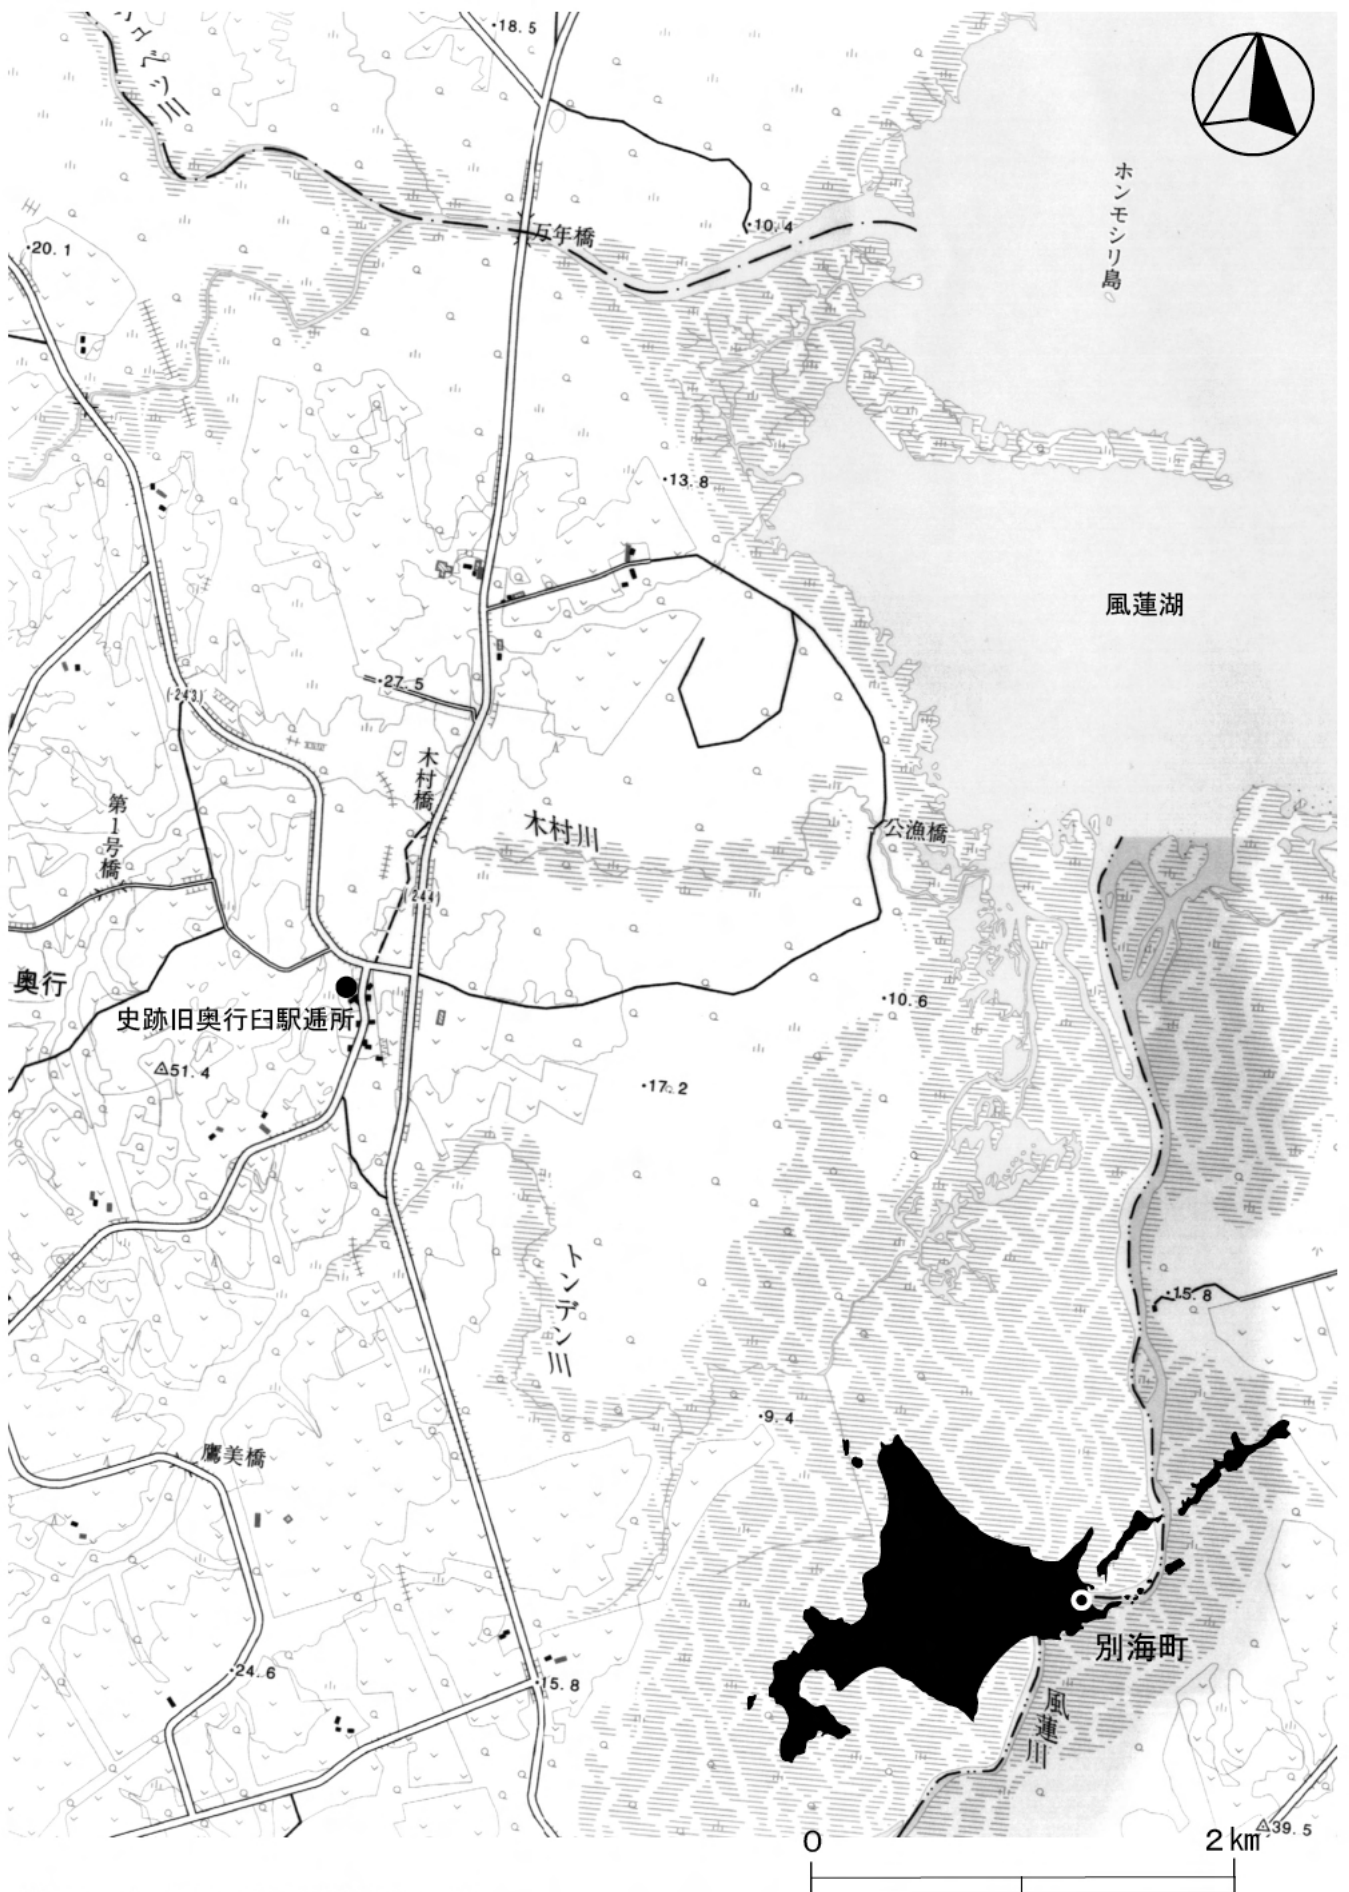 ・18.5
ュベツ川
ホンモシリ島
・10.4
万年橋
・20.1
・13.8
風蓮湖
(243)
・27.5
木村橋
第1号橋
木村川
公漁橋
(244)
奥行
・10.6
史跡旧奥行臼駅逓所
△51.4
・17.2
トンデン川
・15.8
・9.4
鷹美橋
別海町
・24.6
・15.8
風蓮川
0 2km
△39.5